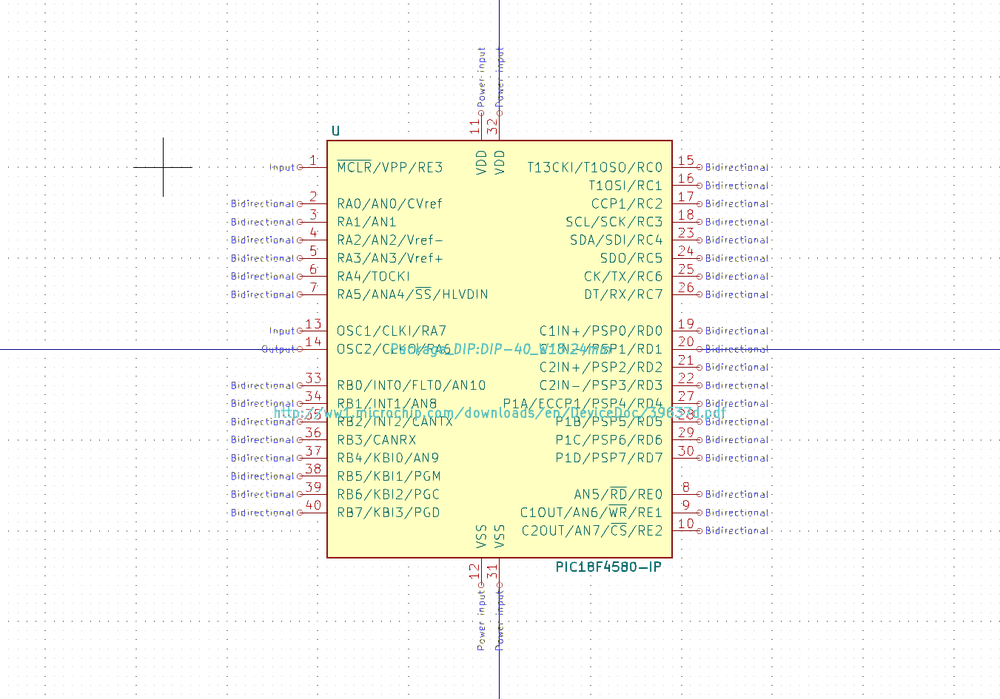 Power input
Power input
11
32
U
VDD
VDD
Input 1 MCLR/VPP/RE3 T13CKI/T1OSO/RC0 15 Bidirectional
T1OSI/RC1 16 Bidirectional
Bidirectional 2 RA0/AN0/CVref CCP1/RC2 17 Bidirectional
Bidirectional 3 RA1/AN1 SCL/SCK/RC3 18 Bidirectional
Bidirectional 4 RA2/AN2/Vref- SDA/SDI/RC4 23 Bidirectional
Bidirectional 5 RA3/AN3/Vref+ SDO/RC5 24 Bidirectional
Bidirectional 6 RA4/T0CKI CK/TX/RC6 25 Bidirectional
Bidirectional 7 RA5/ANA4/SS/HLVDIN DT/RX/RC7 26 Bidirectional
Input 13 OSC1/CLKI/RA7 C1IN+/PSP0/RD0 19 Bidirectional
Output 14 OSC2/CLKO/RA6 C1IN-/PSP1/RD1 20 Bidirectional
Package_DIP:DIP-40_W15.24mm
C2IN+/PSP2/RD2 21 Bidirectional
Bidirectional 33 RB0/INT0/FLT0/AN10 C2IN-/PSP3/RD3 22 Bidirectional
Bidirectional 34 RB1/INT1/AN8 P1A/ECCP1/PSP4/RD4 27 Bidirectional
http://ww1.microchip.com/downloads/en/DeviceDoc/39637d.pdf
Bidirectional 35 RB2/INT2/CANTX P1B/PSP5/RD5 28 Bidirectional
Bidirectional 36 RB3/CANRX P1C/PSP6/RD6 29 Bidirectional
Bidirectional 37 RB4/KBI0/AN9 P1D/PSP7/RD7 30 Bidirectional
Bidirectional 38 RB5/KBI1/PGM
Bidirectional 39 RB6/KBI2/PGC AN5/RD/RE0 8 Bidirectional
Bidirectional 40 RB7/KBI3/PGD C1OUT/AN6/WR/RE1 9 Bidirectional
C2OUT/AN7/CS/RE2 10 Bidirectional
VSS
VSS
PIC18F4580-IP
12
31
Power input
Power input